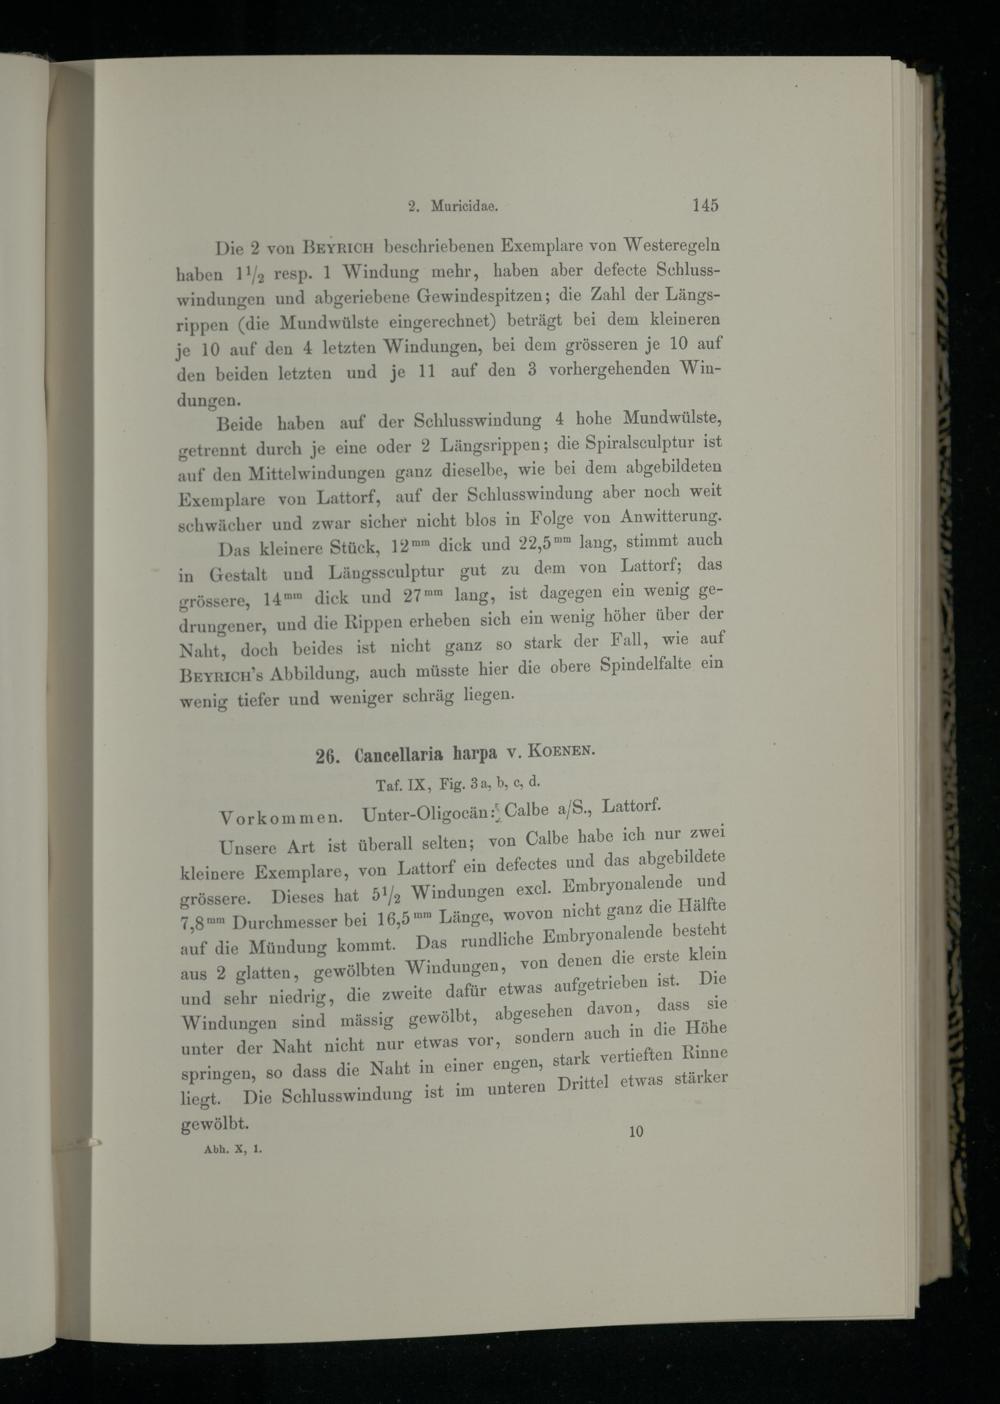 2. Muricidae. 145
Die 2 von BEYRICH beschriebenen Exemplare von Westeregeln
haben 1 1/2 resp. 1 Windung mehr, haben aber defecte Schluss-
windungen und abgeriebene Gewindespitzen; die Zahl der Längs-
rippen (die Mundwülste eingerechnet) beträgt bei dem kleineren
je 10 auf den 4 letzten Windungen, bei dem grösseren je 10 auf
den beiden letzten und je 11 auf den 3 vorhergehenden Win-
dungen.
Beide haben auf der Schlusswindung 4 hohe Mundwülste,
getrennt durch je eine oder 2 Längsrippen; die Spiralsculptur ist
auf den Mittelwindungen ganz dieselbe, wie bei dem abgebildeten
Exemplare von Lattorf, auf der Schlusswindung aber noch weit
schwächer und zwar sicher nicht blos in Folge von Anwitterung.
Das kleinere Stück, 12mm dick und 22,5mm lang, stimmt auch
in Gestalt und Längssculptur gut zu dem von Lattorf; das
grössere, 14mm dick und 27mm lang, ist dagegen ein wenig ge-
drungener, und die Rippen erheben sich ein wenig höher über der
Naht, doch beides ist nicht ganz so stark der Fall, wie auf
BEYRICH's Abbildung, auch müsste hier die obere Spindelfalte ein
wenig tiefer und weniger schräg liegen.
26. Cancellaria harpa v. KOENEN.
Taf. IX, Fig. 3a, b, c, d.
Vorkommen. Unter-Oligocän: Calbe a/S., Lattorf.
Unsere Art ist überall selten; von Calbe habe ich nur zwei
kleinere Exemplare, von Lattorf ein defectes und das abgebildete
grössere. Dieses hat 5 1/2 Windungen excl. Embryonalende und
7,8mm Durchmesser bei 16,5mm Länge, wovon nicht ganz die Hälfte
auf die Mündung kommt. Das rundliche Embryonalende besteht
aus 2 glatten, gewölbten Windungen, von denen die erste klein
und sehr niedrig, die zweite dafür etwas aufgetrieben ist. Die
Windungen sind mässig gewölbt, abgesehen davon, dass sie
unter der Naht nicht nur etwas vor, sondern auch in die Höhe
springen, so dass die Naht in einer engen, stark vertieften Rinne
liegt. Die Schlusswindung ist im unteren Drittel etwas stärker
gewölbt.
Abh. X, 1. 10